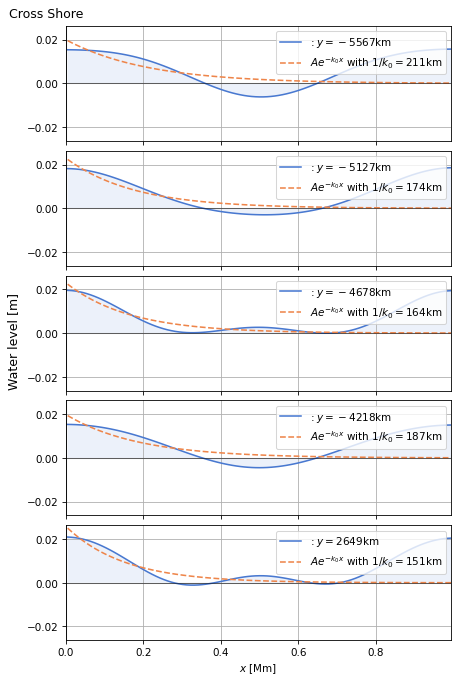 Cross Shore
0.02
0.00
−0.02
: y = −5567km
Ae^{−k₀x} with 1/k₀ = 211km
0.02
0.00
−0.02
: y = −5127km
Ae^{−k₀x} with 1/k₀ = 174km
Water level [m]
0.02
0.00
−0.02
: y = −4678km
Ae^{−k₀x} with 1/k₀ = 164km
0.02
0.00
−0.02
: y = −4218km
Ae^{−k₀x} with 1/k₀ = 187km
0.02
0.00
−0.02
: y = 2649km
Ae^{−k₀x} with 1/k₀ = 151km
0.0 0.2 0.4 0.6 0.8
x [Mm]